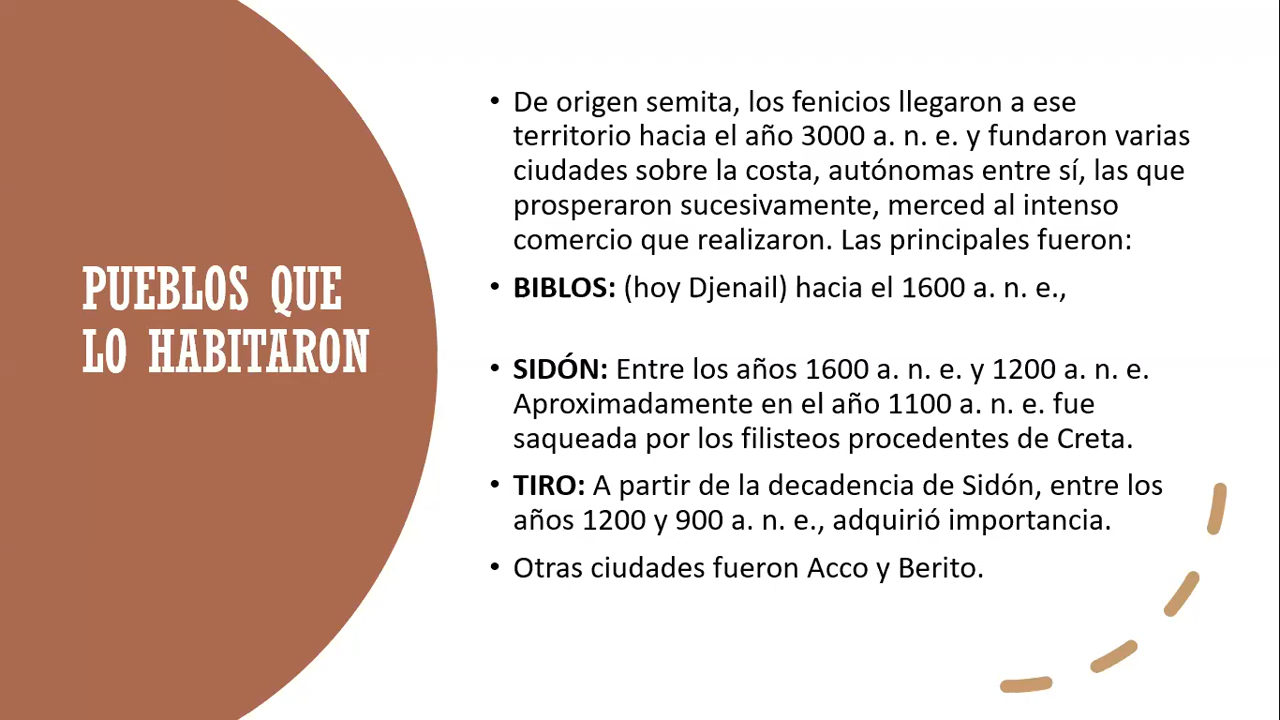 PUEBLOS QUE
LO HABITARON
• De origen semita, los fenicios llegaron a ese
territorio hacia el año 3000 a. n. e. y fundaron varias
ciudades sobre la costa, autónomas entre sí, las que
prosperaron sucesivamente, merced al intenso
comercio que realizaron. Las principales fueron:
• BIBLOS: (hoy Djenail) hacia el 1600 a. n. e.,
• SIDÓN: Entre los años 1600 a. n. e. y 1200 a. n. e.
Aproximadamente en el año 1100 a. n. e. fue
saqueada por los filisteos procedentes de Creta.
• TIRO: A partir de la decadencia de Sidón, entre los
años 1200 y 900 a. n. e., adquirió importancia.
• Otras ciudades fueron Acco y Berito.